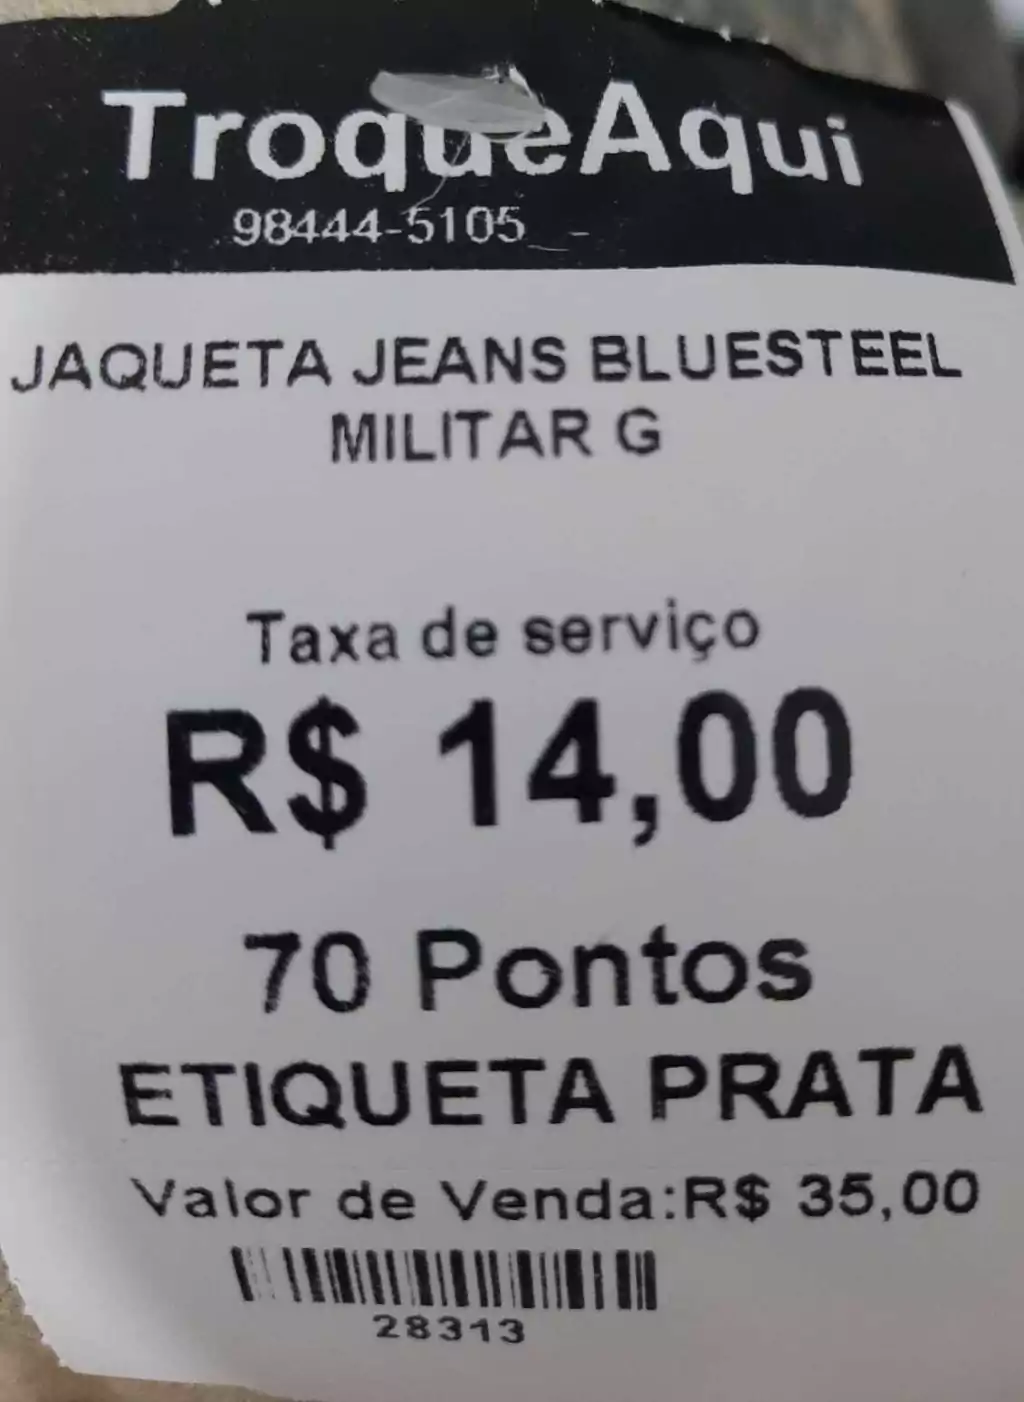 TroqueAqui
98444-5105
JAQUETA JEANS BLUESTEEL
MILITAR G
Taxa de serviço
R$ 14,00
70 Pontos
ETIQUETA PRATA
Valor de Venda:R$ 35,00
28313